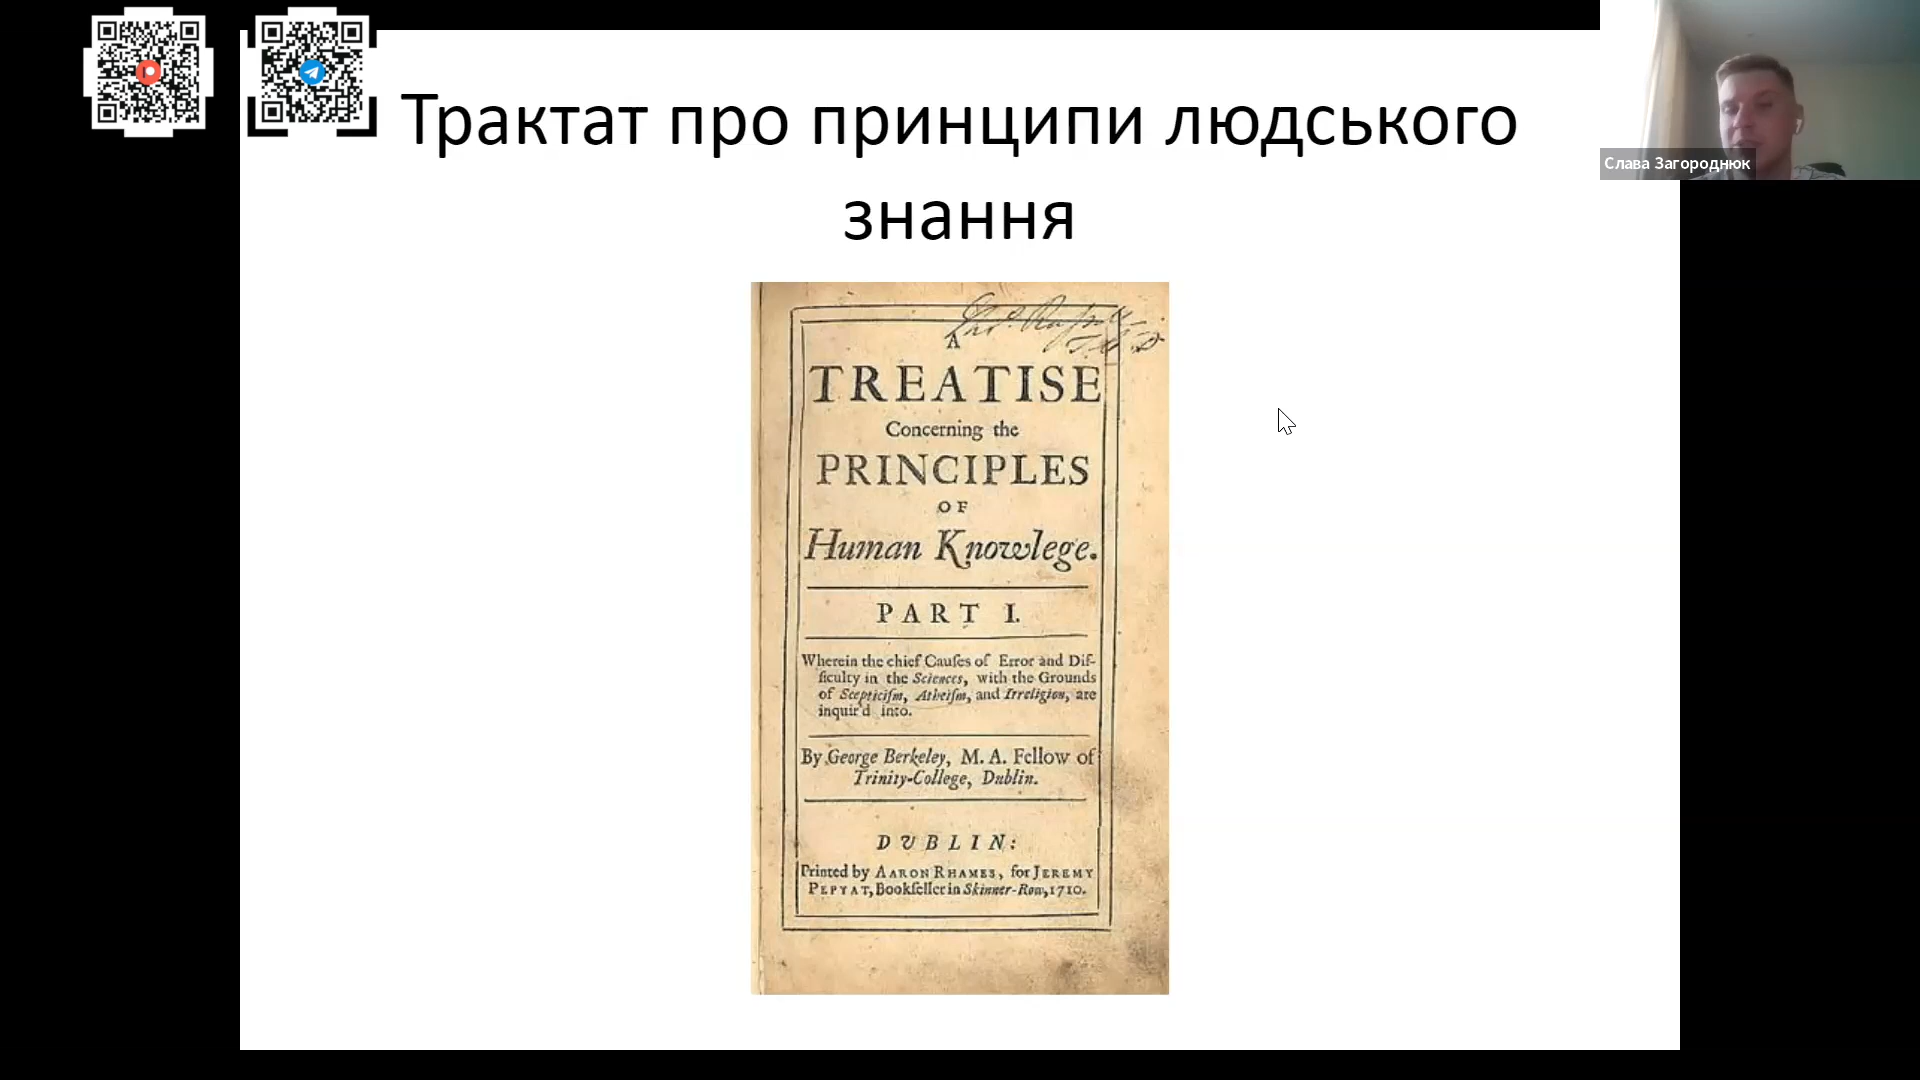 Трактат про принципи людського
знання
Слава Загороднюк
A
TREATISE
Concerning the
PRINCIPLES
OF
Human Knowlege.
PART I.
Wherein the chief Cauſes of Error and Dif-
ficulty in the Sciences, with the Grounds
of Scepticiſm, Atheiſm, and Irreligion, are
inquir'd into.
By George Berkeley, M. A. Fellow of
Trinity-College, Dublin.
DUBLIN:
Printed by AARON RHAMES, for JEREMY
PEPYAT, Bookſeller in Skinner-Row, 1710.